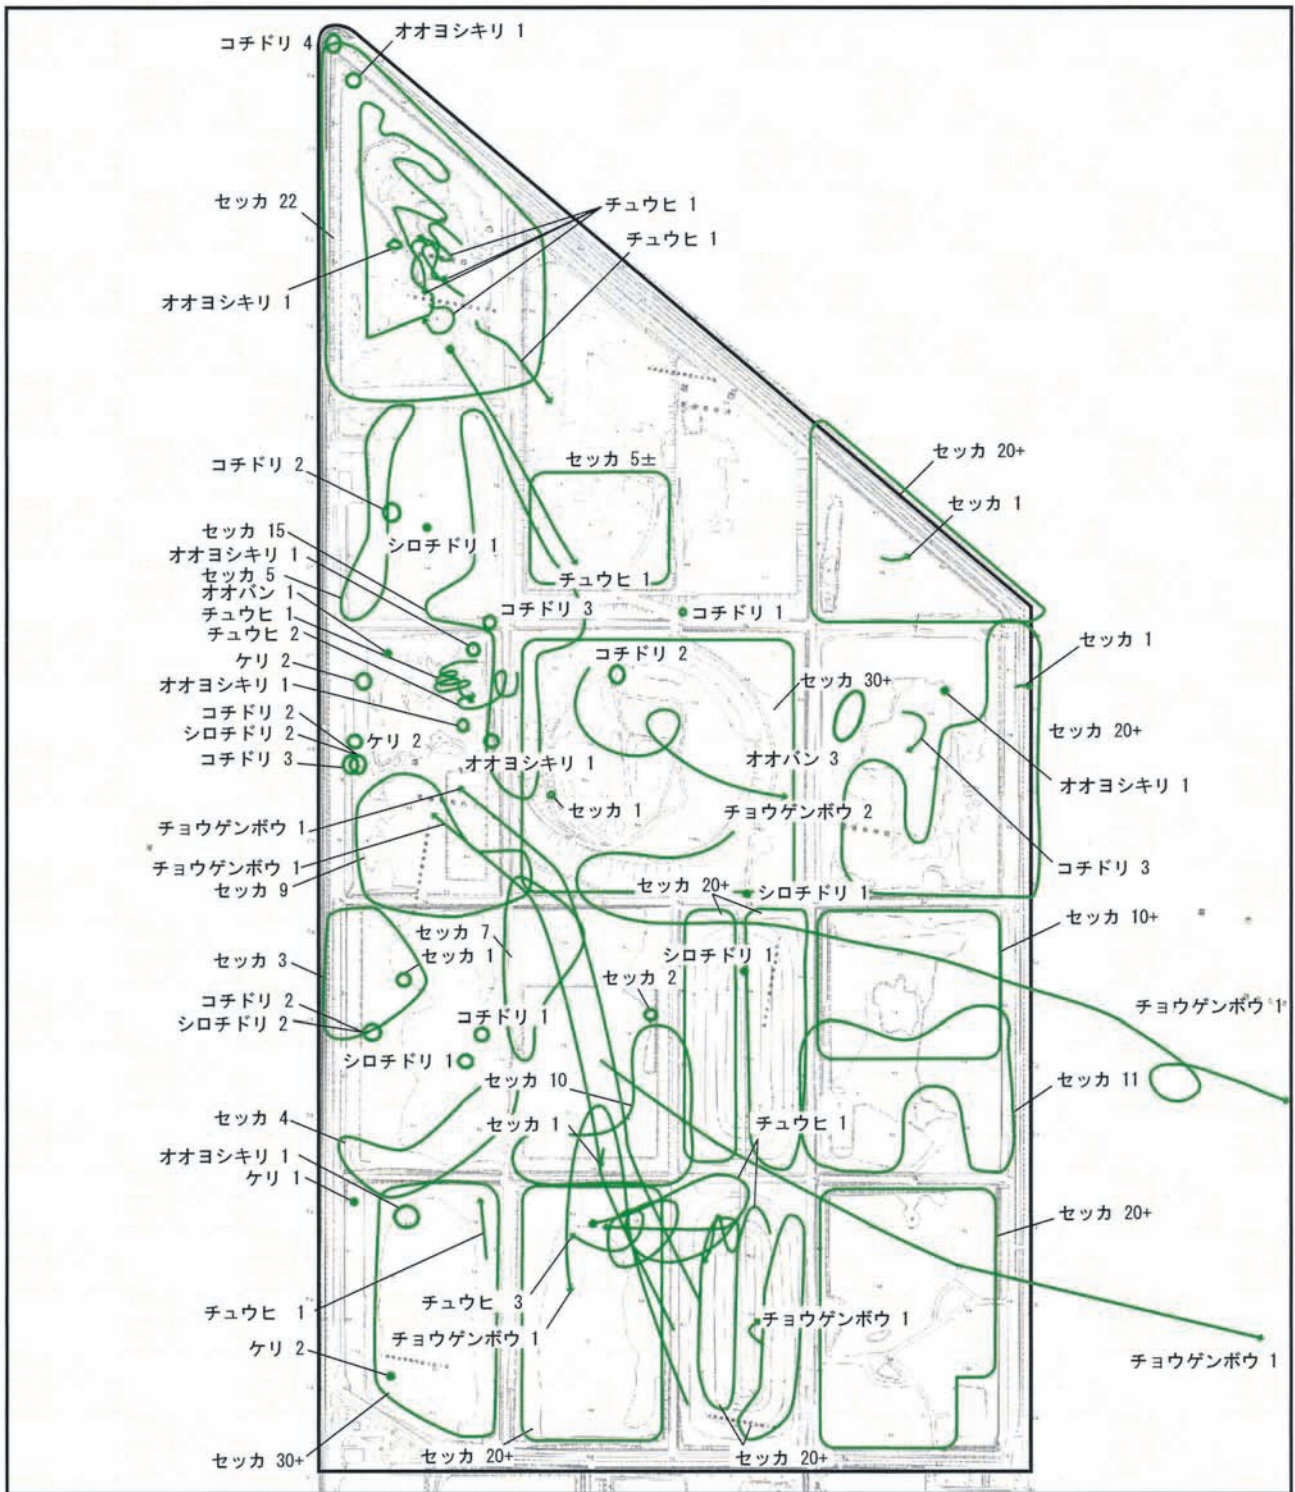 オオヨシキリ 1
コチドリ 4
セッカ 22
チュウヒ 1
チュウヒ 1
オオヨシキリ 1
セッカ 20+
セッカ 5±
コチドリ 2
セッカ 1
セッカ 15
シロチドリ 1
オオヨシキリ 1
セッカ 5
チュウヒ 1
オオバン 1
チュウヒ 1
コチドリ 3
コチドリ 1
チュウヒ 2
セッカ 1
ケリ 2
コチドリ 2
セッカ 30+
オオヨシキリ 1
コチドリ 2
シロチドリ 2
ケリ 2
セッカ 20+
コチドリ 3
オオヨシキリ 1
オオバン 3
オオヨシキリ 1
セッカ 1
チョウゲンボウ 2
チョウゲンボウ 1
チョウゲンボウ 1
コチドリ 3
セッカ 9
セッカ 20+
シロチドリ 1
セッカ 10+
セッカ 7
セッカ 3
セッカ 1
シロチドリ 1
セッカ 2
コチドリ 2
チョウゲンボウ 1
シロチドリ 2
コチドリ 1
シロチドリ 1
セッカ 10
セッカ 11
セッカ 4
セッカ 1
チュウヒ 1
オオヨシキリ 1
ケリ 1
セッカ 20+
チュウヒ 1
チュウヒ 3
チョウゲンボウ 1
チョウゲンボウ 1
ケリ 2
チョウゲンボウ 1
セッカ 30+
セッカ 20+
セッカ 20+